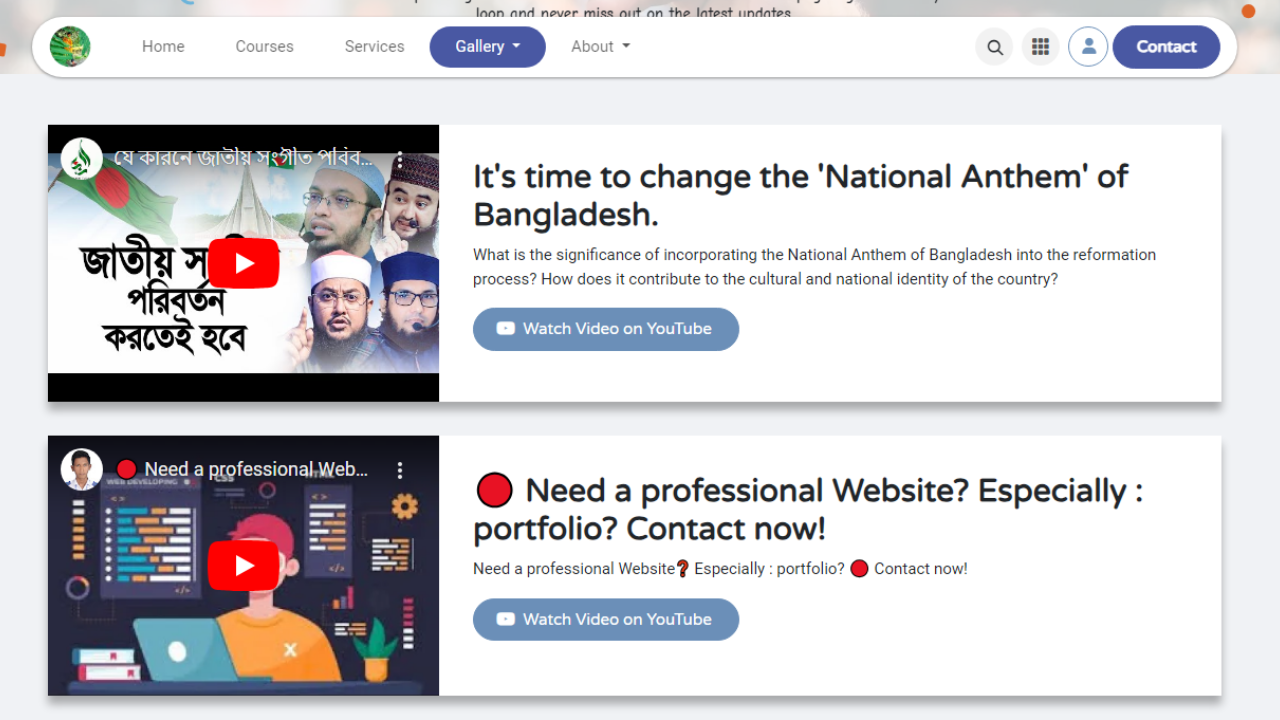 loop and never miss out on the latest updates.
Home
Courses
Services
Gallery
About
Contact
যে কারনে জাতীয় সংগীত পরিব...
জাতীয়
পরিবর্তন
করতেই হবে
It's time to change the 'National Anthem' of
Bangladesh.
What is the significance of incorporating the National Anthem of Bangladesh into the reformation
process? How does it contribute to the cultural and national identity of the country?
Watch Video on YouTube
🔴 Need a professional Web...
WEB DEVELOPING
CSS
HTML
🔴 Need a professional Website? Especially :
portfolio? Contact now!
Need a professional Website❓ Especially : portfolio? 🔴 Contact now!
Watch Video on YouTube